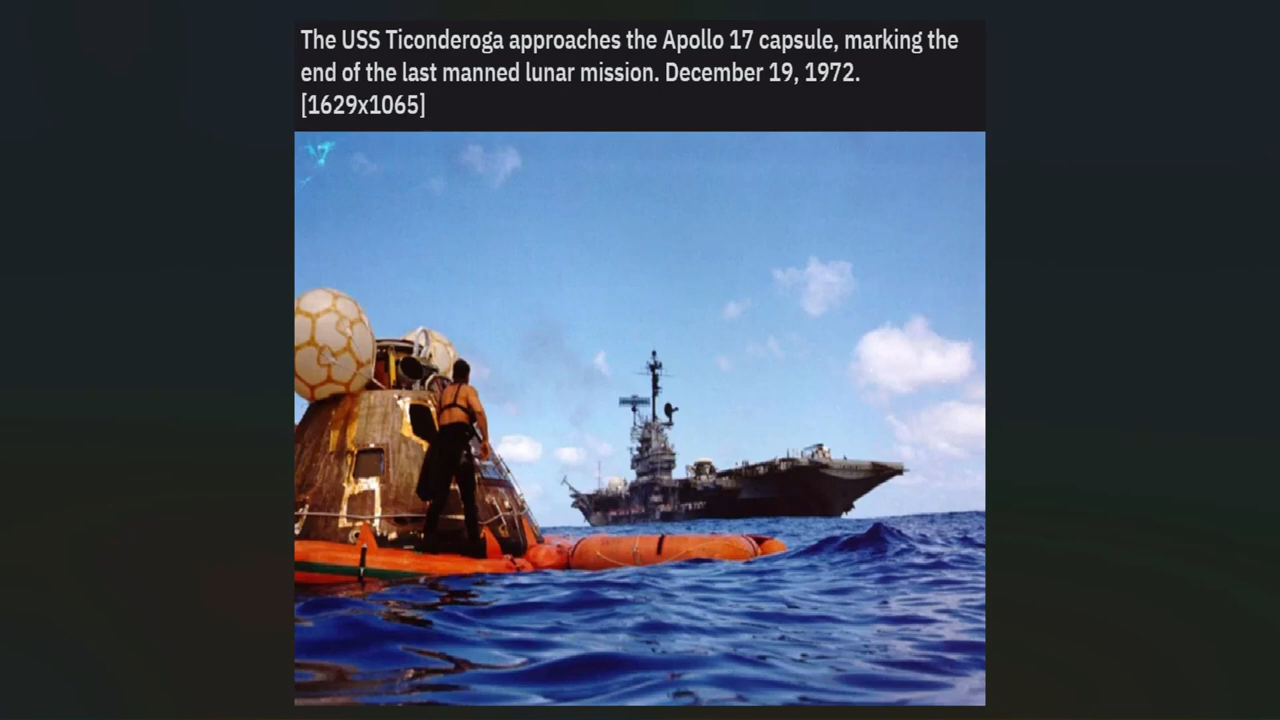 The USS Ticonderoga approaches the Apollo 17 capsule, marking the
end of the last manned lunar mission. December 19, 1972.
[1629x1065]